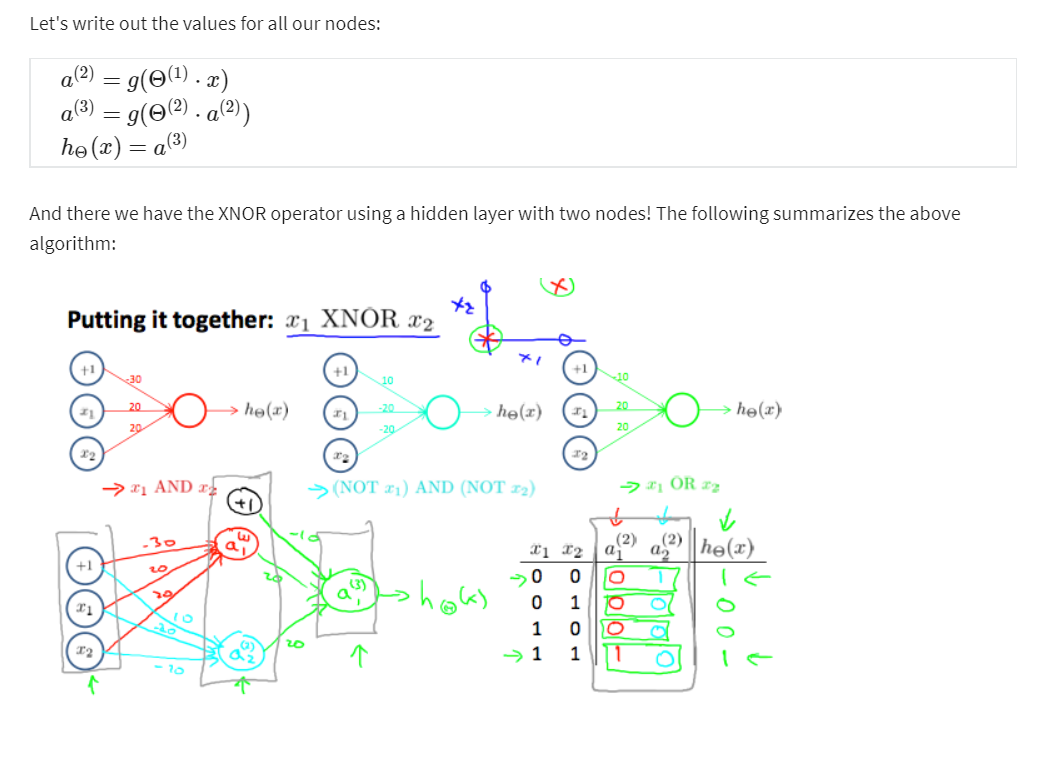 Let's write out the values for all our nodes:
a^(2) = g(Θ^(1) · x)
a^(3) = g(Θ^(2) · a^(2))
h_Θ(x) = a^(3)
And there we have the XNOR operator using a hidden layer with two nodes! The following summarizes the above
algorithm:
Putting it together: x₁ XNOR x₂
x₂
x₁
+1
-30
x₁
20
x₂
20
h_Θ(x)
→ x₁ AND x₂
+1
10
x₁
-20
x₂
-20
h_Θ(x)
→ (NOT x₁) AND (NOT x₂)
+1
-10
x₁
20
x₂
20
h_Θ(x)
→ x₁ OR x₂
+1
x₁
x₂
-30
20
20
10
-20
-20
+1
a₁^(2)
a₂^(2)
-10
20
20
a₁^(3)
→ h_Θ(x)
x₁ x₂ a₁^(2) a₂^(2) h_Θ(x)
→ 0 0 0 1 1 ←
0 1 0 0 0
1 0 0 0 0
→ 1 1 1 0 1 ←